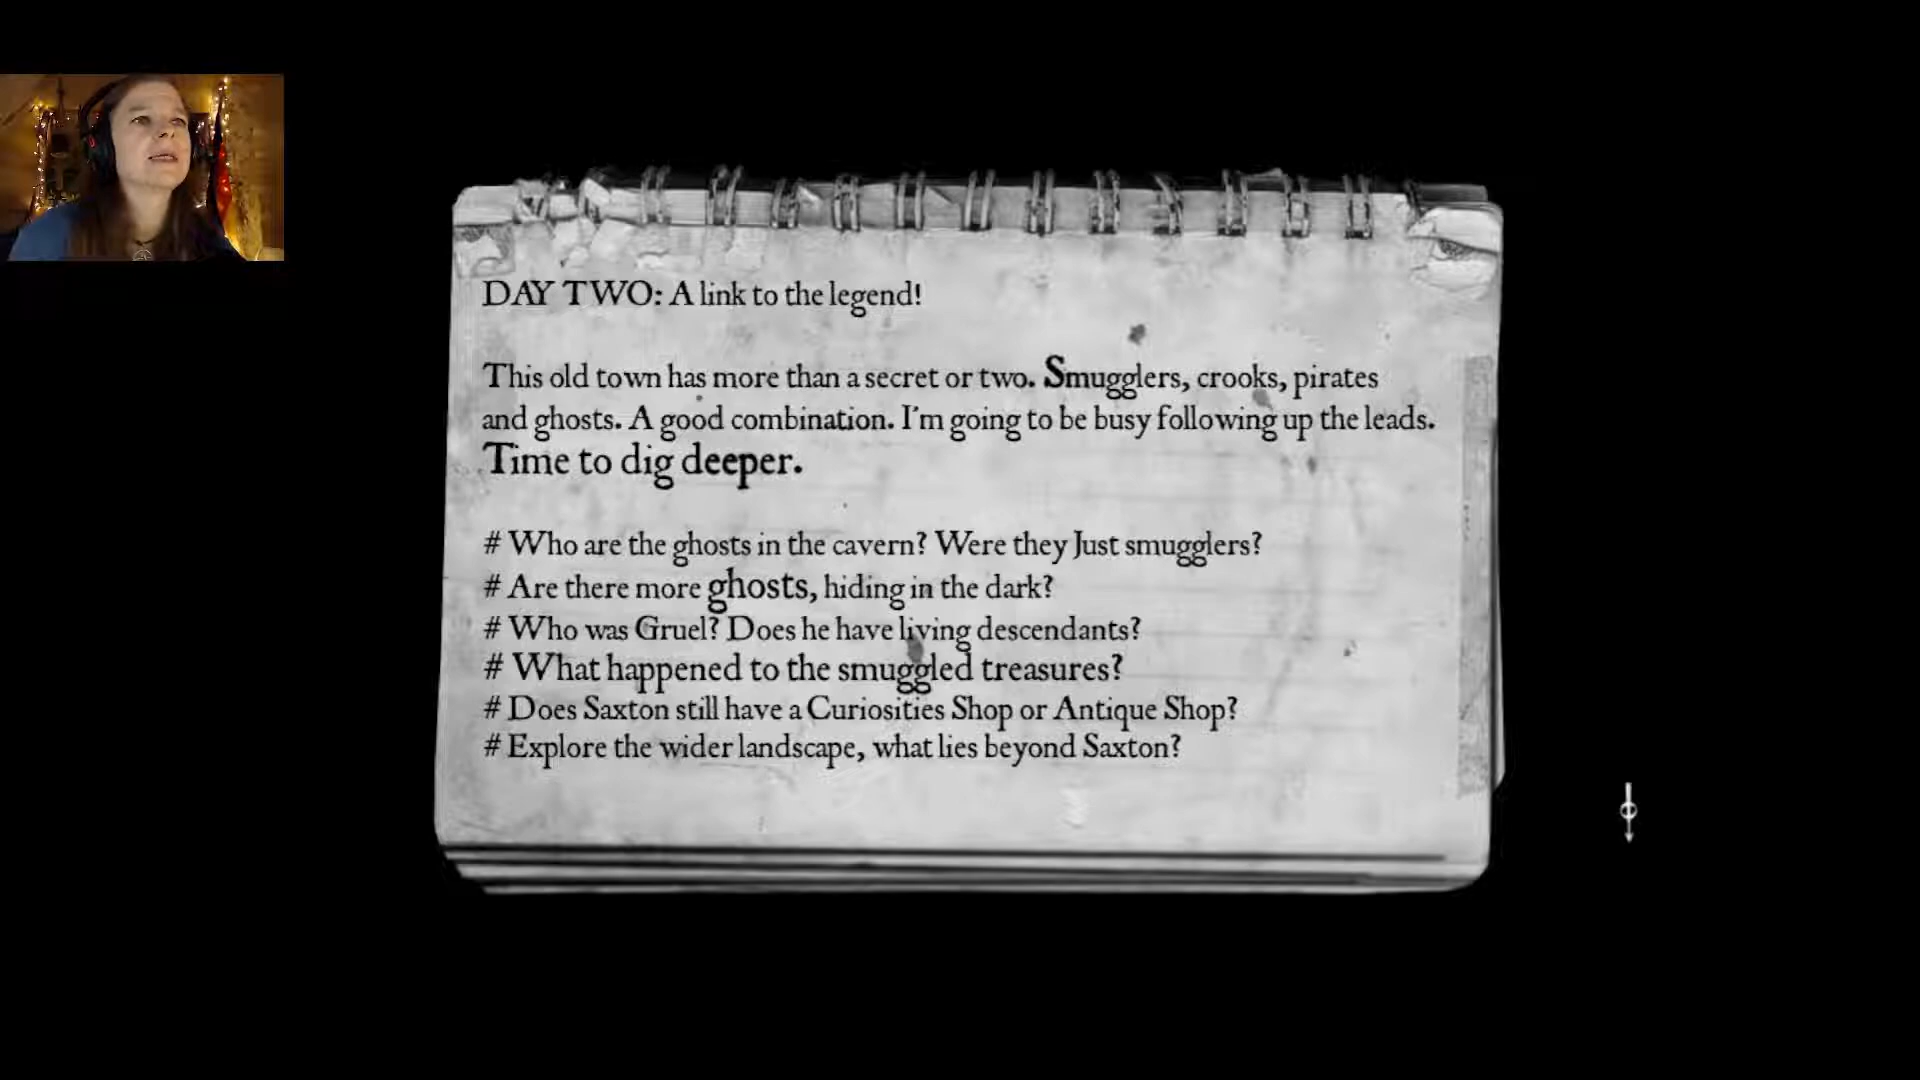 DAY TWO: A link to the legend!
This old town has more than a secret or two. Smugglers, crooks, pirates
and ghosts. A good combination. I'm going to be busy following up the leads.
Time to dig deeper.
# Who are the ghosts in the cavern? Were they Just smugglers?
# Are there more ghosts, hiding in the dark?
# Who was Gruel? Does he have living descendants?
# What happened to the smuggled treasures?
# Does Saxton still have a Curiosities Shop or Antique Shop?
# Explore the wider landscape, what lies beyond Saxton?